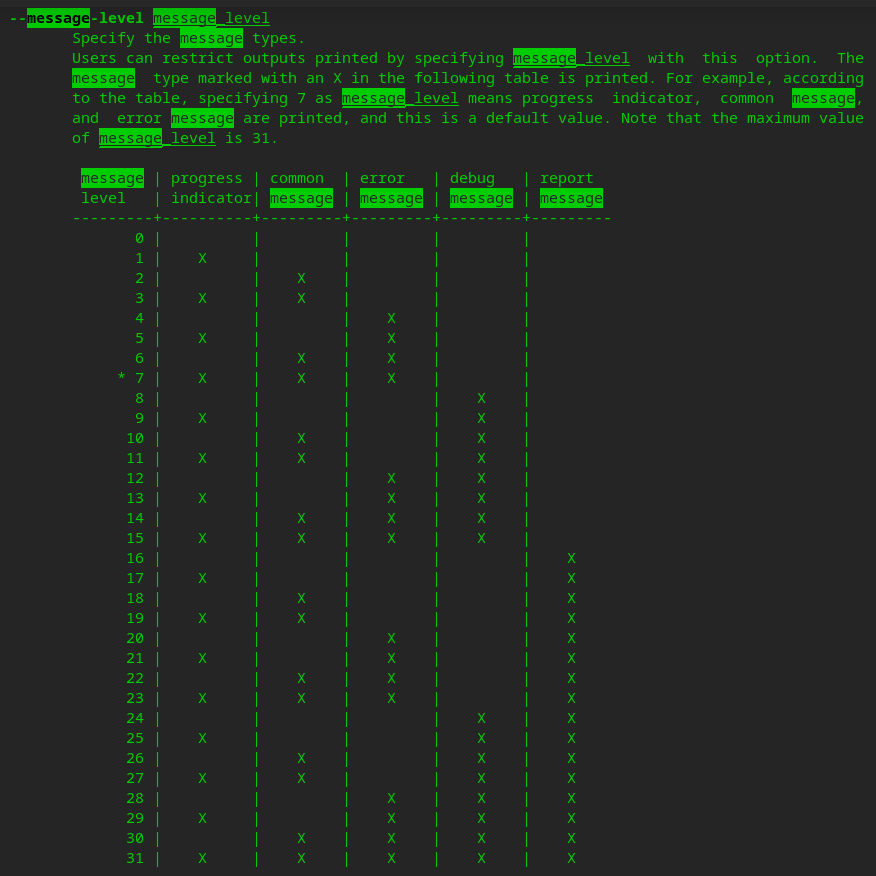 --message-level message_level
Specify the message types.
Users can restrict outputs printed by specifying message_level with this option. The
message type marked with an X in the following table is printed. For example, according
to the table, specifying 7 as message_level means progress indicator, common message,
and error message are printed, and this is a default value. Note that the maximum value
of message_level is 31.
message | progress | common | error | debug | report
level | indicator| message | message | message | message
---------+----------+---------+---------+---------+---------
0 | | | | |
1 | X | | | |
2 | | X | | |
3 | X | X | | |
4 | | | X | |
5 | X | | X | |
6 | | X | X | |
* 7 | X | X | X | |
8 | | | | X |
9 | X | | | X |
10 | | X | | X |
11 | X | X | | X |
12 | | | X | X |
13 | X | | X | X |
14 | | X | X | X |
15 | X | X | X | X |
16 | | | | | X
17 | X | | | | X
18 | | X | | | X
19 | X | X | | | X
20 | | | X | | X
21 | X | | X | | X
22 | | X | X | | X
23 | X | X | X | | X
24 | | | | X | X
25 | X | | | X | X
26 | | X | | X | X
27 | X | X | | X | X
28 | | | X | X | X
29 | X | | X | X | X
30 | | X | X | X | X
31 | X | X | X | X | X